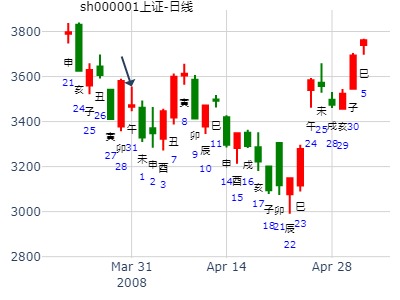 sh000001上证-日线
3800
3600
3400
3200
3000
2800
申
21
亥
24
子
25
丑
26
寅
27
卯
28
午
31
未
1
申
2
酉
3
丑
7
寅
8
卯
9
辰
10
巳
11
申
14
酉
15
戌
16
亥
17
子
18
卯
21
辰
22
巳
23
午
24
未
25
戌
28
亥
29
子
30
巳
5
Mar 31
2008
Apr 14
Apr 28